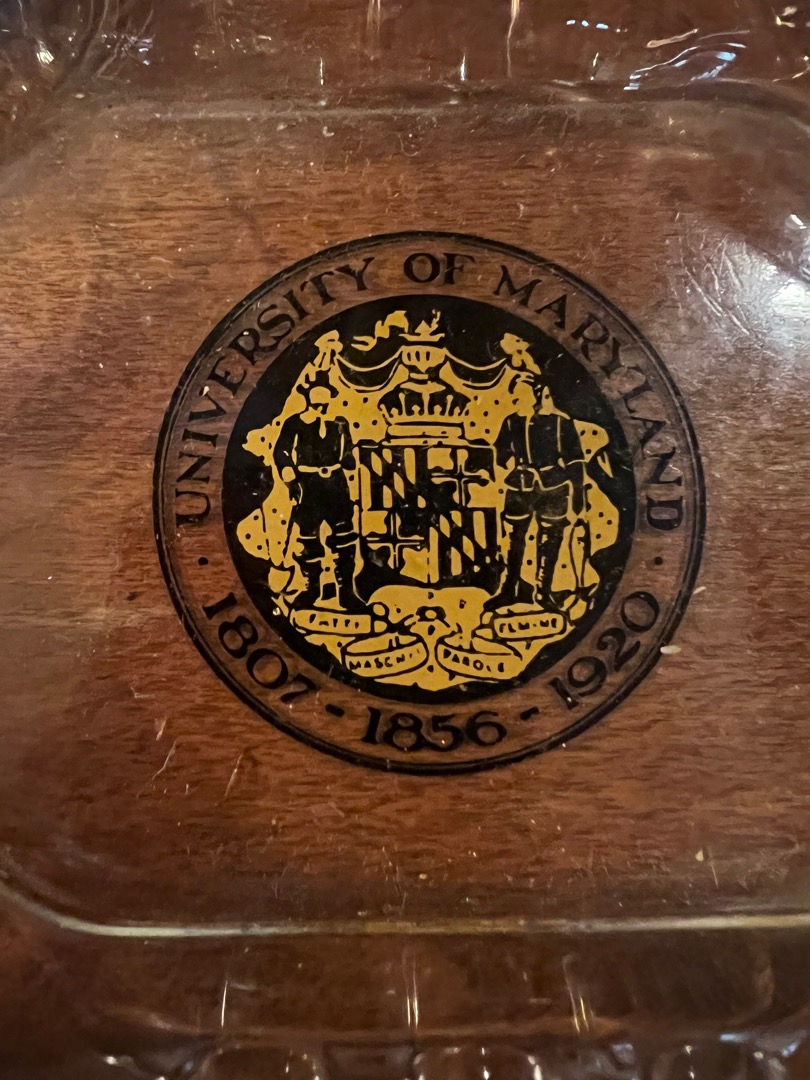 UNIVERSITY OF MARYLAND
FATTI
MASCHII
PAROLE
FEMINE
· 1807 - 1856 - 1920 ·